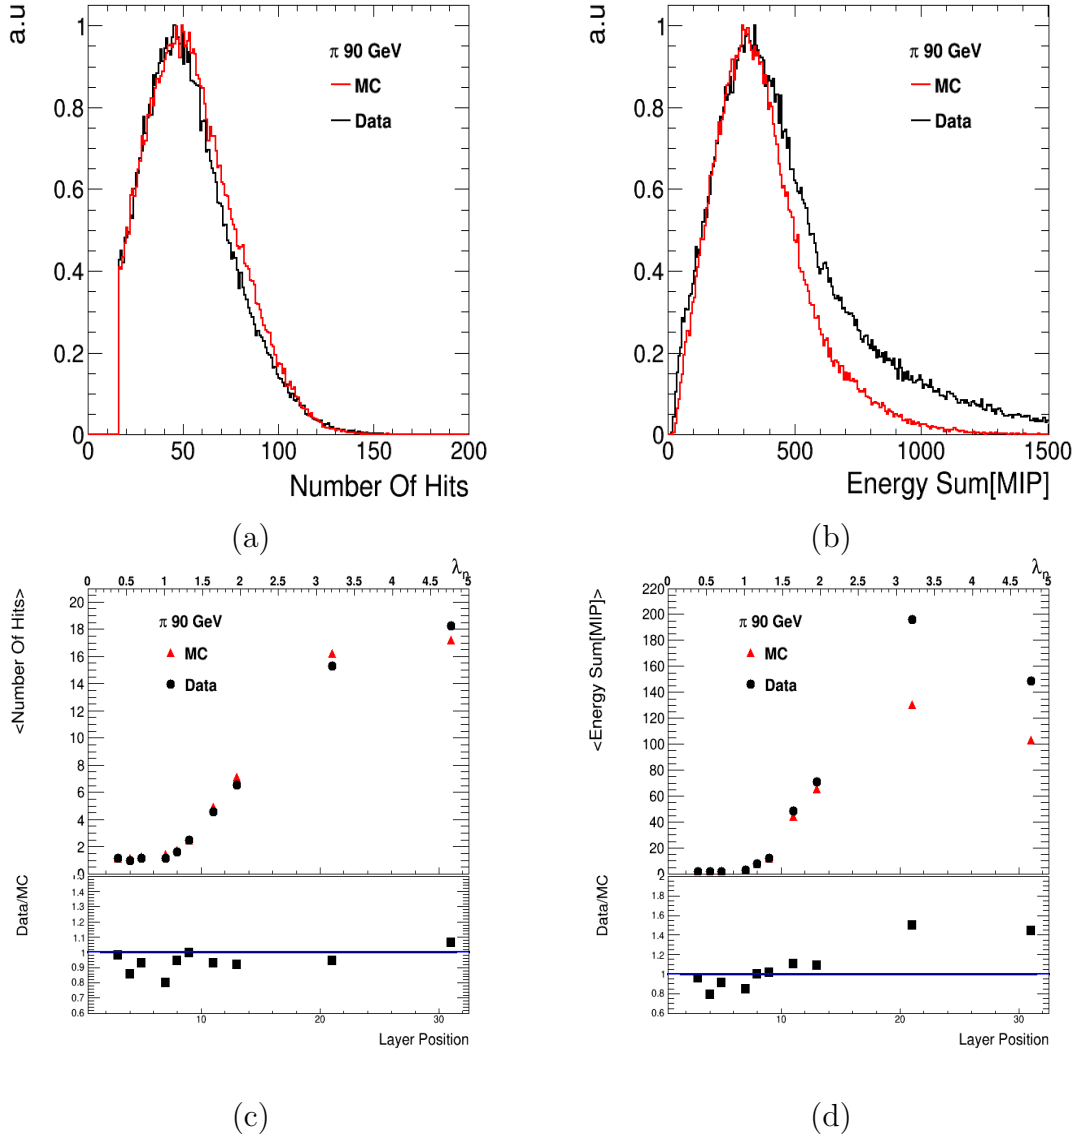 a.u
1
0.8
0.6
0.4
0.2
0
π 90 GeV
MC
Data
0 50 100 150 200
Number Of Hits
(a)
a.u
1
0.8
0.6
0.4
0.2
0
π 90 GeV
MC
Data
0 500 1000 1500
Energy Sum[MIP]
(b)
0 0.5 1 1.5 2 2.5 3 3.5 4 4.5 5
λn
<Number Of Hits>
20
18
16
14
12
10
8
6
4
2
0
π 90 GeV
MC
Data
Data/MC
1.4
1.3
1.2
1.1
1
0.9
0.8
0.7
0.6
10 20 30
Layer Position
(c)
0 0.5 1 1.5 2 2.5 3 3.5 4 4.5 5
λn
<Energy Sum[MIP]>
220
200
180
160
140
120
100
80
60
40
20
0
π 90 GeV
MC
Data
Data/MC
2
1.8
1.6
1.4
1.2
1
0.8
0.6
10 20 30
Layer Position
(d)